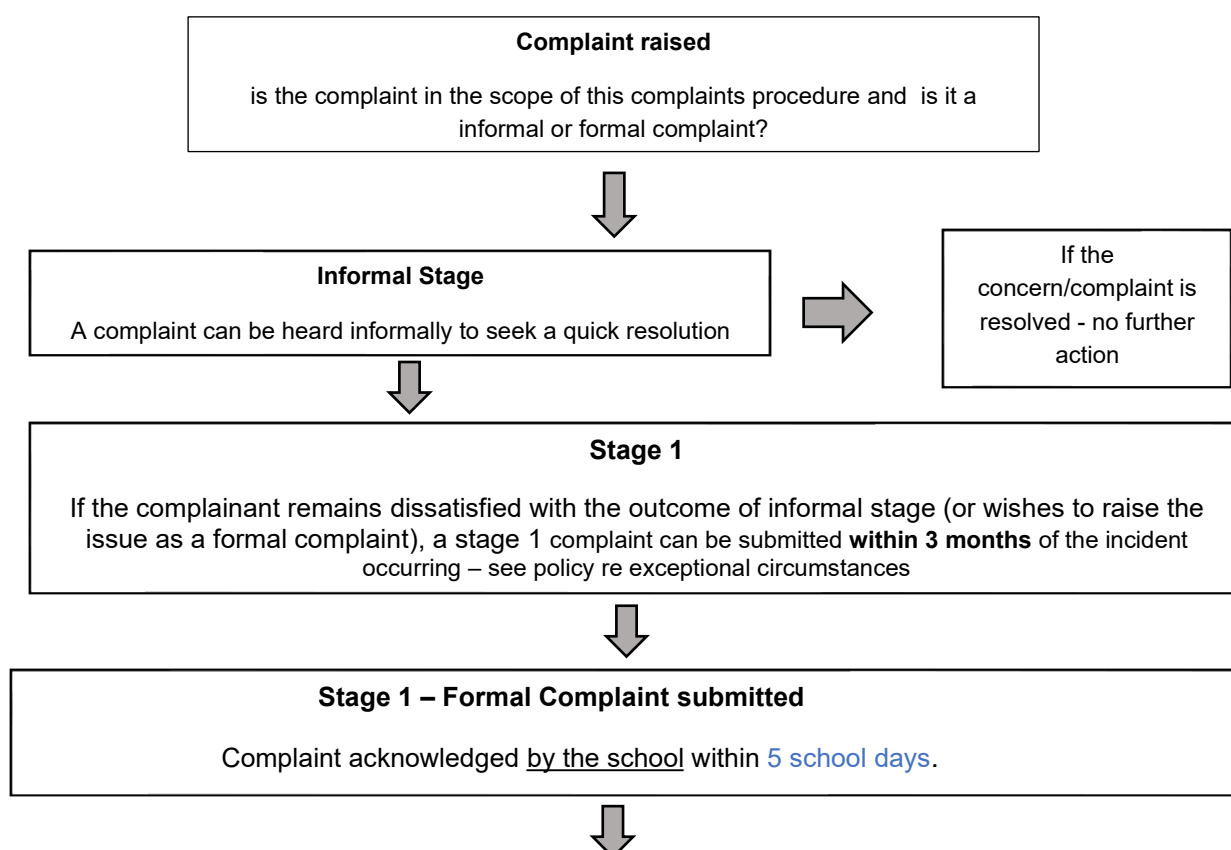 Complaint raised
is the complaint in the scope of this complaints procedure and  is it a
informal or formal complaint?
Informal Stage
A complaint can be heard informally to seek a quick resolution
If the
concern/complaint is
resolved - no further
action
Stage 1
If the complainant remains dissatisfied with the outcome of informal stage (or wishes to raise the
issue as a formal complaint), a stage 1 complaint can be submitted within 3 months of the incident
occurring – see policy re exceptional circumstances
Stage 1 – Formal Complaint submitted
Complaint acknowledged by the school within 5 school days.